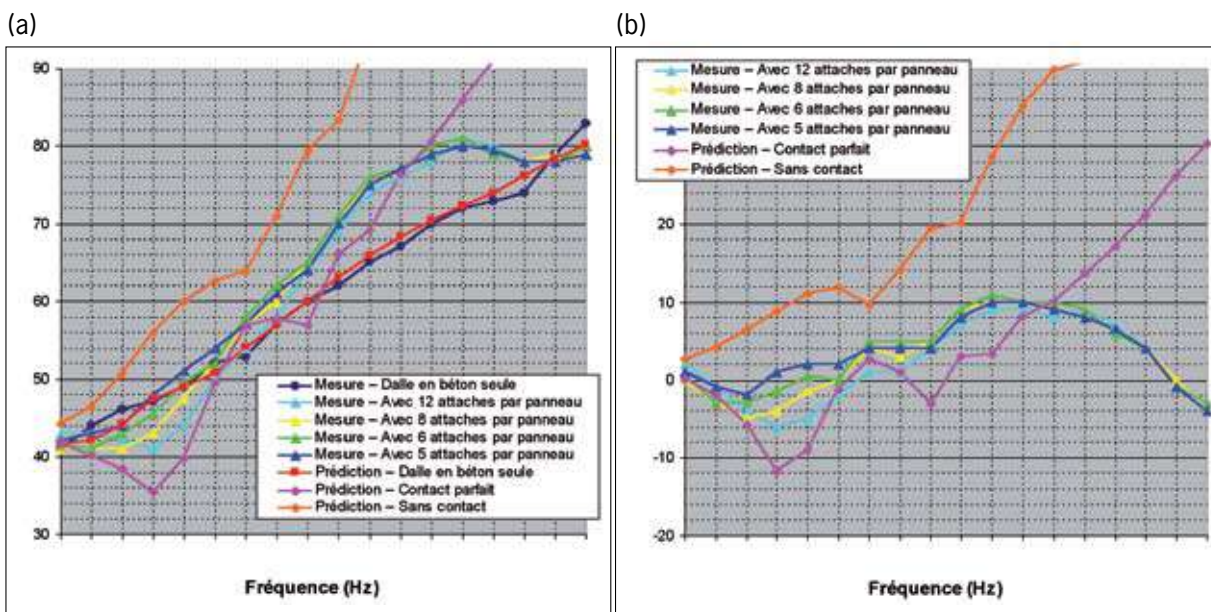 (a)
90
80
70
60
50
40
30
Mesure – Dalle en béton seule
Mesure – Avec 12 attaches par panneau
Mesure – Avec 8 attaches par panneau
Mesure – Avec 6 attaches par panneau
Mesure – Avec 5 attaches par panneau
Prédiction – Dalle en béton seule
Prédiction – Contact parfait
Prédiction – Sans contact
Fréquence (Hz)
(b)
Mesure – Avec 12 attaches par panneau
Mesure – Avec 8 attaches par panneau
Mesure – Avec 6 attaches par panneau
Mesure – Avec 5 attaches par panneau
Prédiction – Contact parfait
Prédiction – Sans contact
20
10
0
-10
-20
Fréquence (Hz)